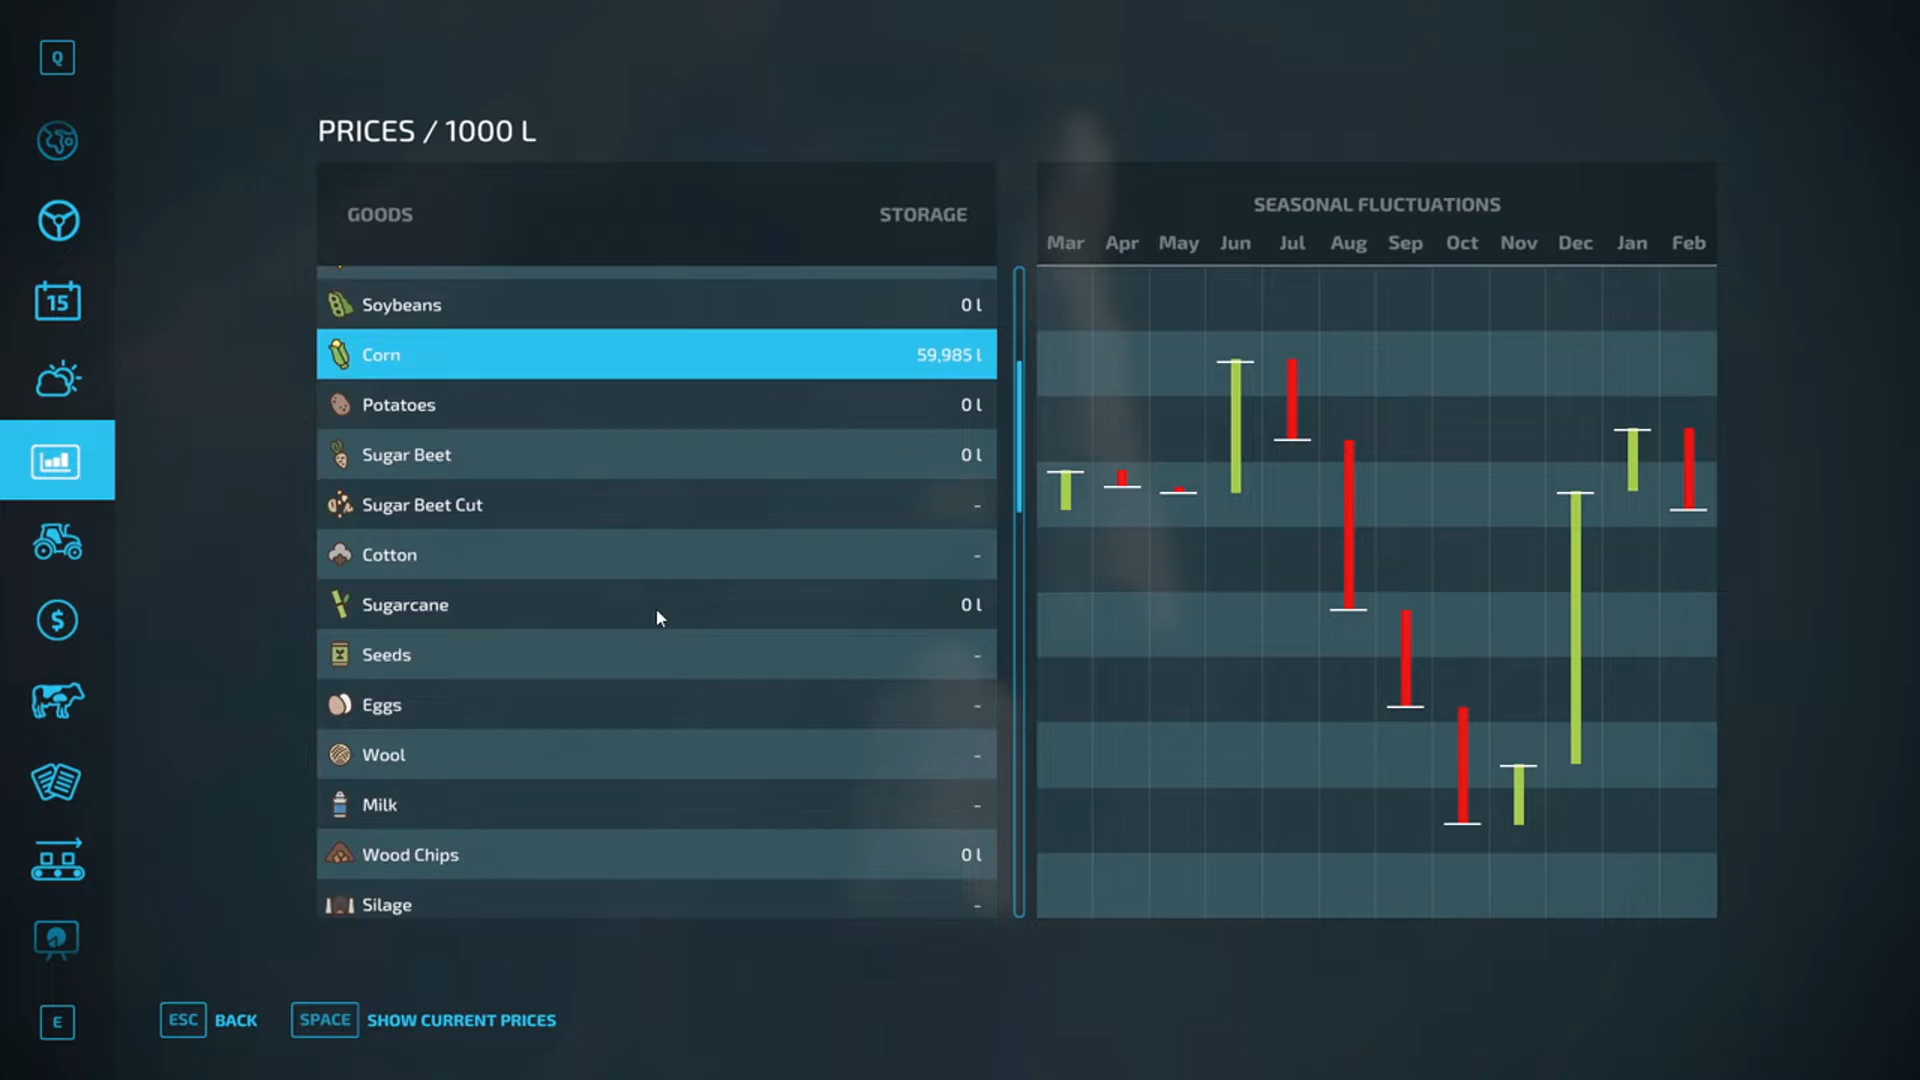 Q
PRICES / 1000 L
GOODS STORAGE
SEASONAL FLUCTUATIONS
Mar Apr May Jun Jul Aug Sep Oct Nov Dec Jan Feb
15
Soybeans 0 l
Corn 59,985 l
Potatoes 0 l
Sugar Beet 0 l
Sugar Beet Cut -
Cotton -
Sugarcane 0 l
Seeds -
Eggs -
Wool -
Milk -
Wood Chips 0 l
Silage -
$
E
ESC BACK SPACE SHOW CURRENT PRICES